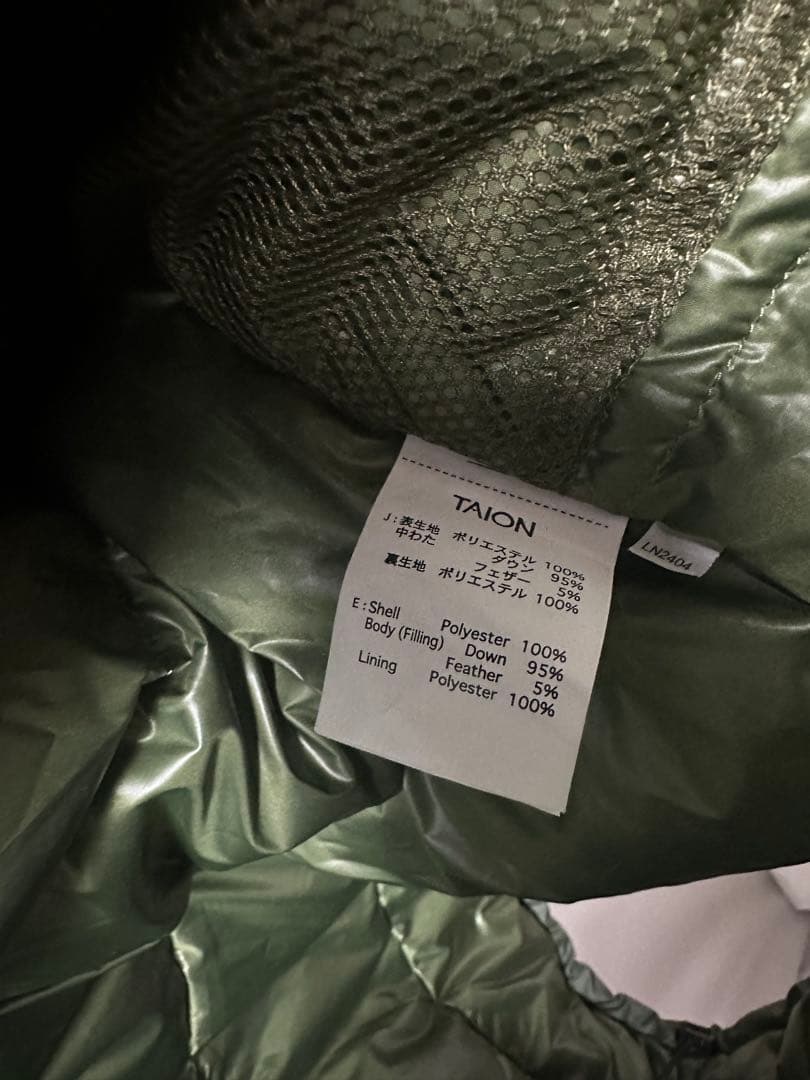 TAION
J:表生地 ポリエステル 100%
中わた ダウン 95%
フェザー 5%
裏生地 ポリエステル 100%
E:Shell Polyester 100%
Body (Filling) Down 95%
Feather 5%
Lining Polyester 100%
LN2404